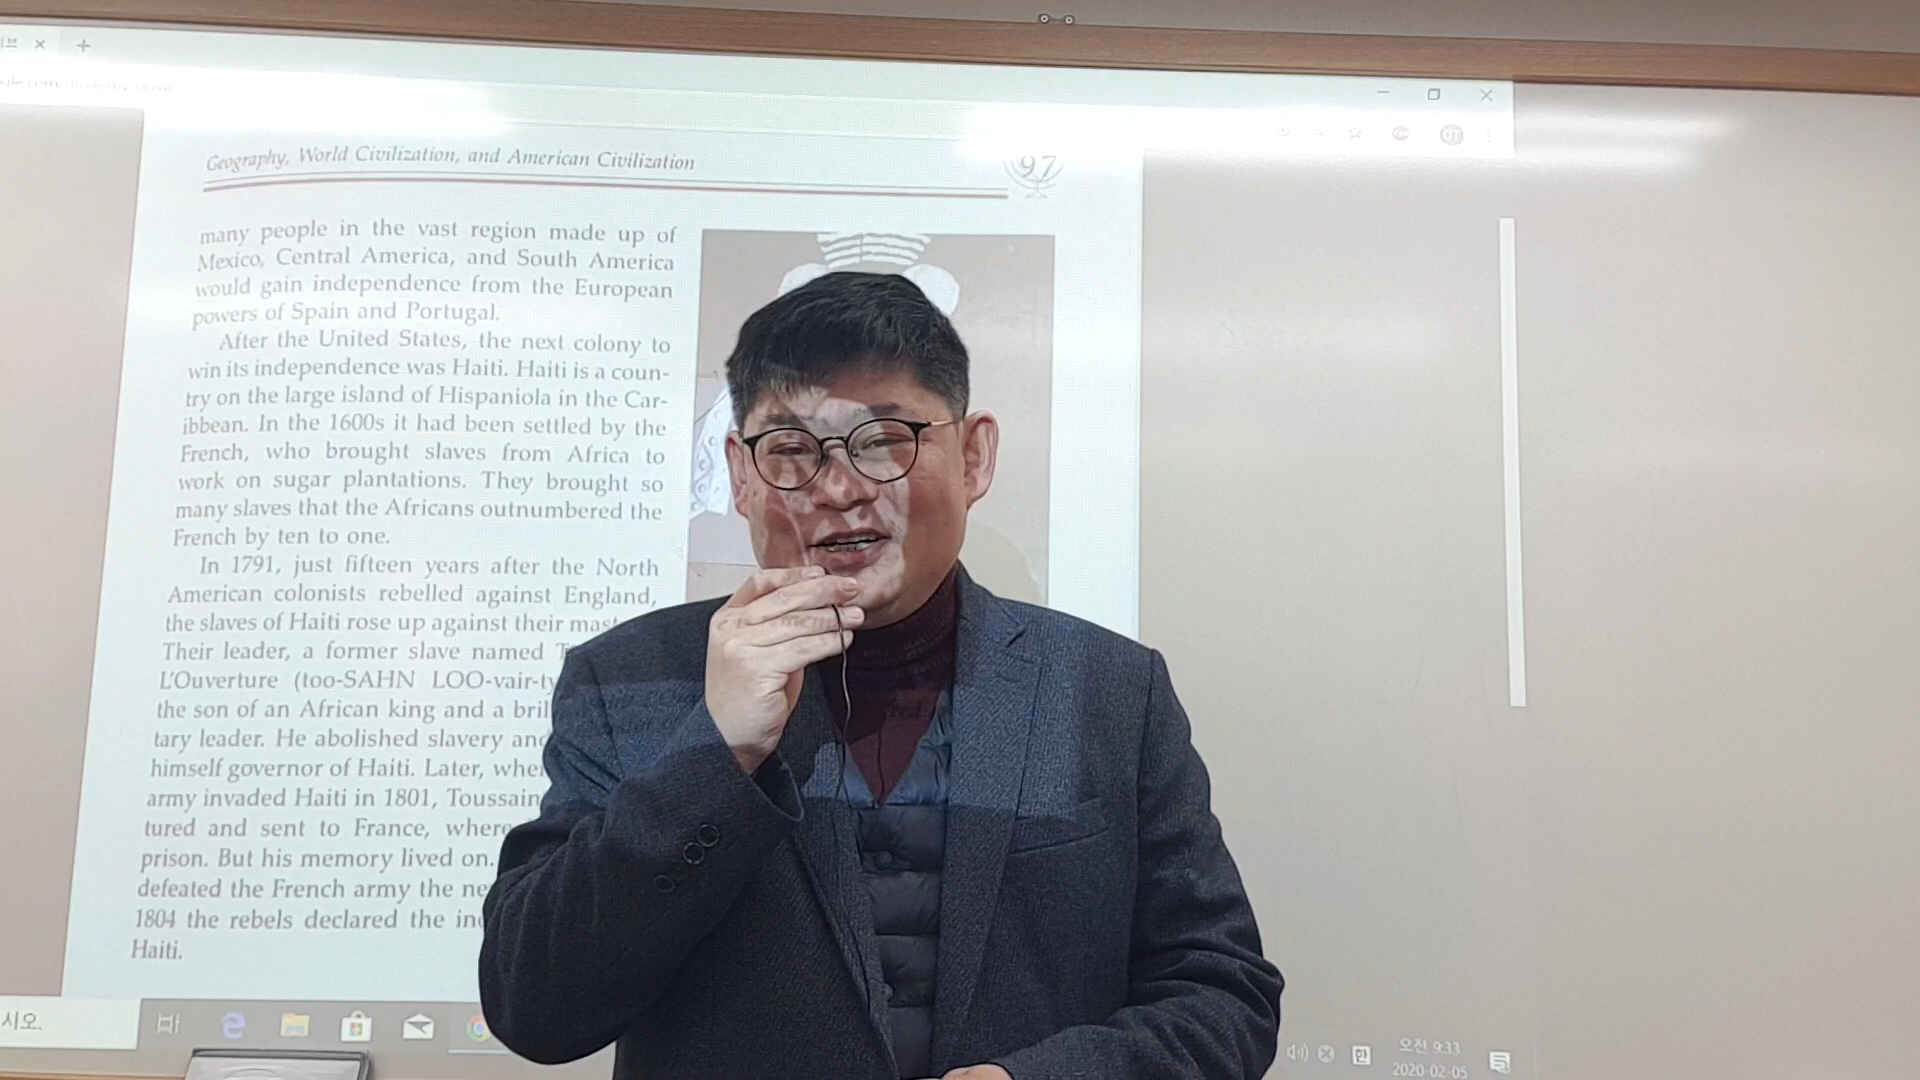 Geography, World Civilization, and American Civilization
97
many people in the vast region made up of
Mexico, Central America, and South America
would gain independence from the European
powers of Spain and Portugal.
After the United States, the next colony to
win its independence was Haiti. Haiti is a coun-
try on the large island of Hispaniola in the Car-
ibbean. In the 1600s it had been settled by the
French, who brought slaves from Africa to
work on sugar plantations. They brought so
many slaves that the Africans outnumbered the
French by ten to one.
In 1791, just fifteen years after the North
American colonists rebelled against England,
the slaves of Haiti rose up against their
Their leader, a former slave named
L'Ouverture (too-SAHN LOO-vair-ty
the son of an African king and a bril
tary leader. He abolished slavery and
himself governor of Haiti. Later, when
army invaded Haiti in 1801, Toussain
tured and sent to France, where
prison. But his memory lived on.
defeated the French army the
1804 the rebels declared the
Haiti.
시오.
한
오전 9:33
2020-02-05